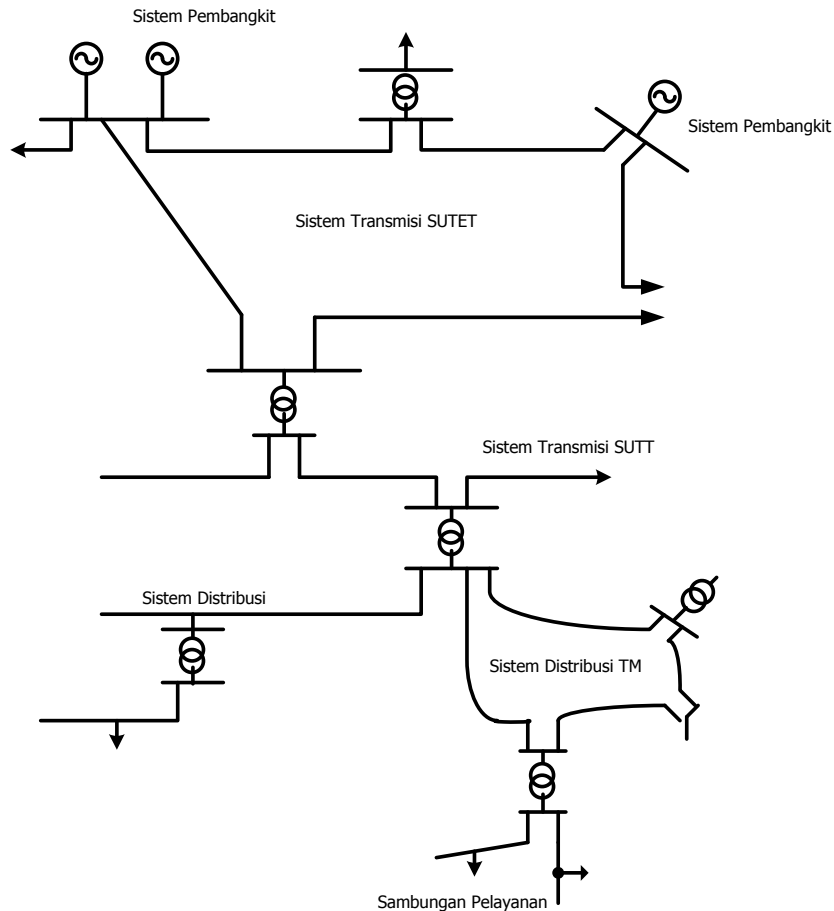 Sistem Pembangkit
Sistem Pembangkit
Sistem Transmisi SUTET
Sistem Transmisi SUTT
Sistem Distribusi
Sistem Distribusi TM
Sambungan Pelayanan